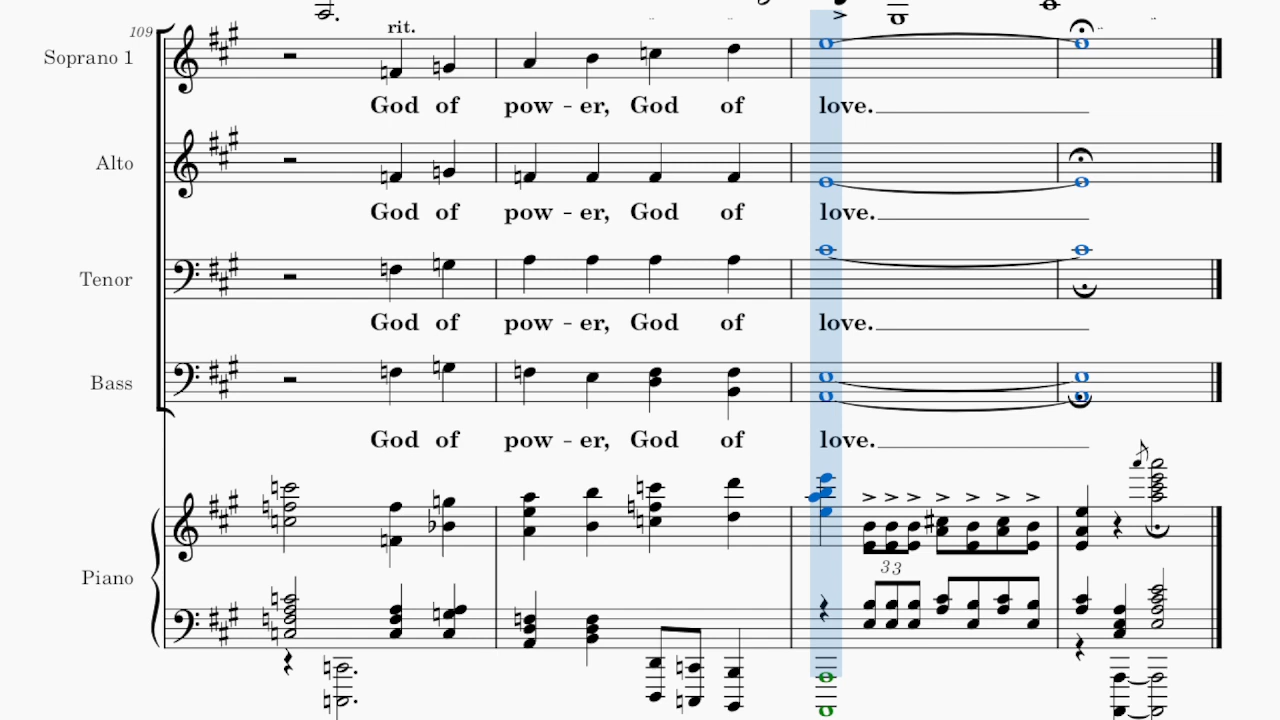 109
rit.
Soprano 1
God of pow - er, God of love.
Alto
God of pow - er, God of love.
Tenor
God of pow - er, God of love.
Bass
God of pow - er, God of love.
Piano
3 3